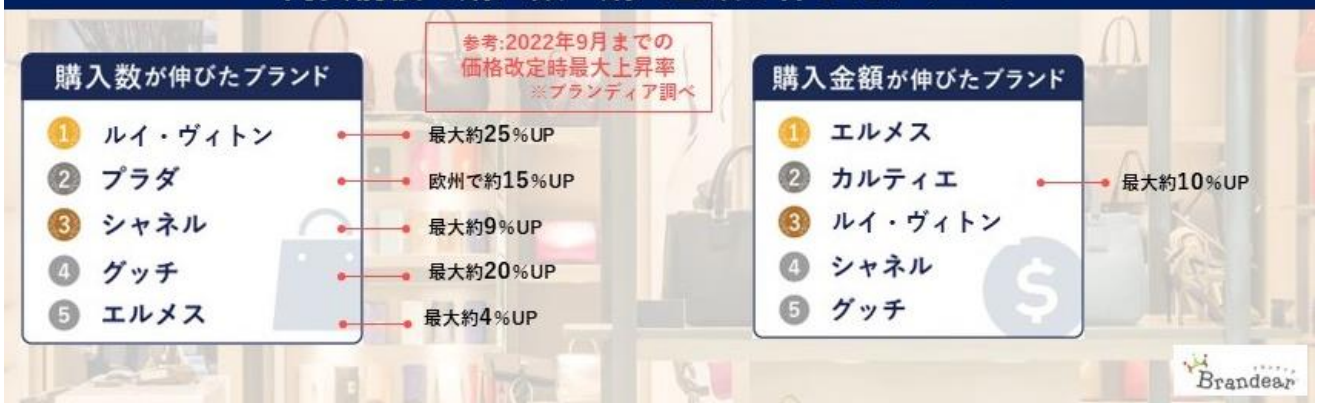 参考:2022年9月までの
価格改定時最大上昇率
※ブランディア調べ
購入数が伸びたブランド
1 ルイ・ヴィトン 最大約25%UP
2 プラダ 欧州で約15%UP
3 シャネル 最大約9%UP
4 グッチ 最大約20%UP
5 エルメス 最大約4%UP
購入金額が伸びたブランド
1 エルメス
2 カルティエ 最大約10%UP
3 ルイ・ヴィトン
4 シャネル
5 グッチ
$
Brandear